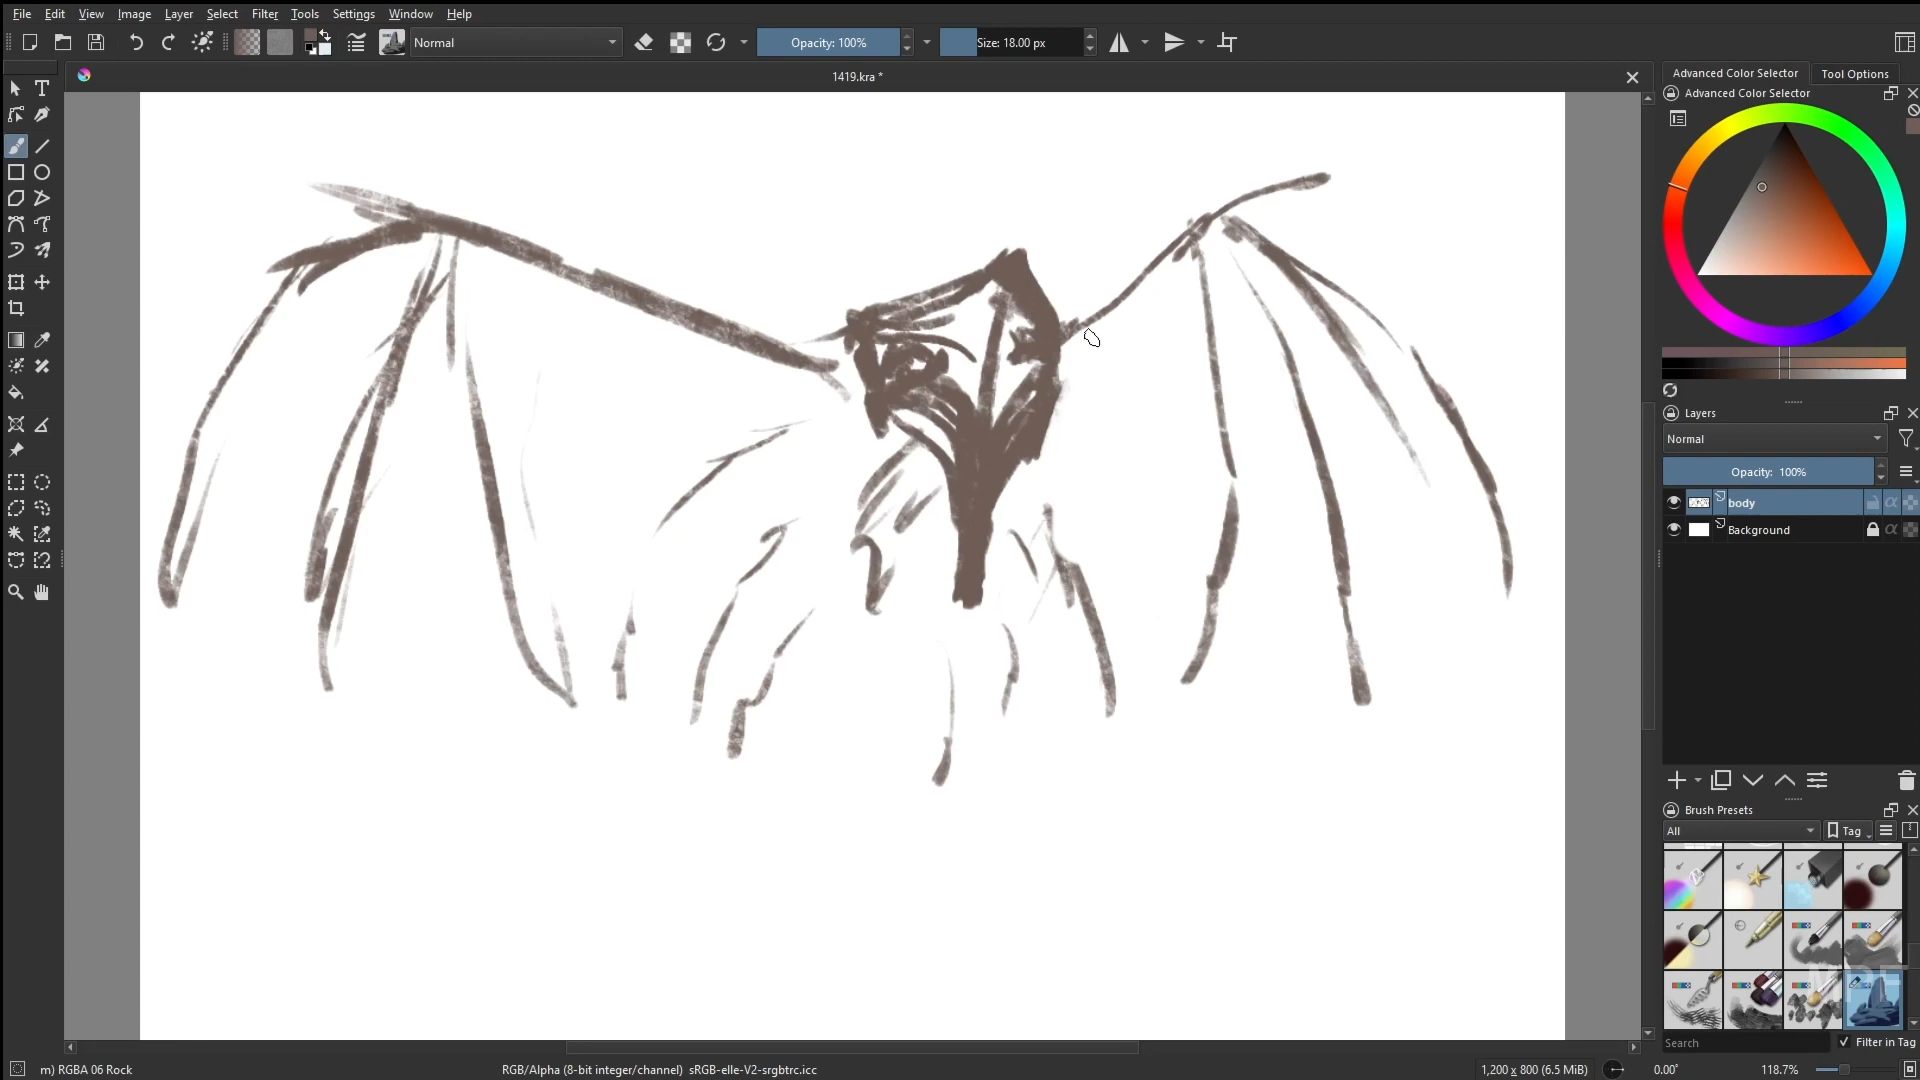 File Edit View Image Layer Select Filter Tools Settings Window Help
Normal
Opacity: 100%
Size: 18.00 px
1419.kra *
Advanced Color Selector
Tool Options
Advanced Color Selector
Layers
Normal
Opacity: 100%
body
Background
Brush Presets
All
Tag
Search
Filter in Tag
m) RGBA 06 Rock
RGB/Alpha (8-bit integer/channel) sRGB-elle-V2-srgbtrc.icc
1,200 x 800 (6.5 MiB)
0.00°
118.7%